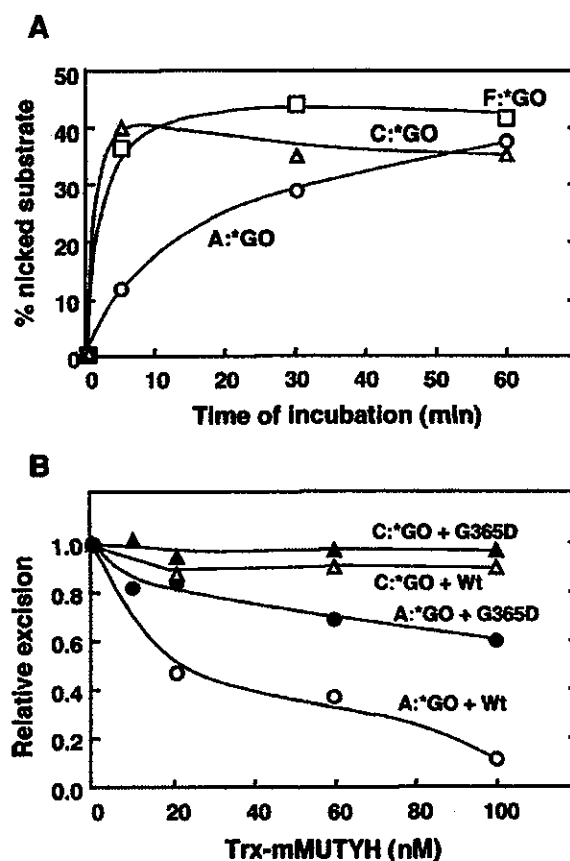 A
50
40
30
20
10
0
% nicked substrate
F:*GO
C:*GO
A:*GO
0 10 20 30 40 50 60
Time of incubation (min)
B
1.0
0.8
0.6
0.4
0.2
0.0
Relative excision
C:*GO + G365D
C:*GO + Wt
A:*GO + G365D
A:*GO + Wt
0 20 40 60 80 100
Trx-mMUTYH (nM)